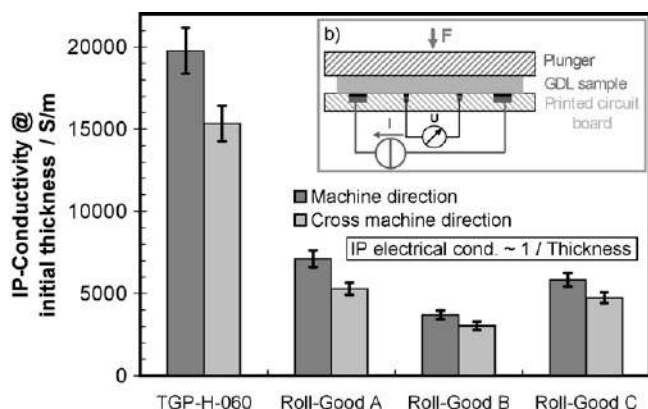 20000
15000
10000
5000
0
IP-Conductivity @
initial thickness / S/m
b)
F
Plunger
GDL sample
Printed circuit
board
I
U
Machine direction
Cross machine direction
IP electrical cond. ~ 1 / Thickness
TGP-H-060 Roll-Good A Roll-Good B Roll-Good C